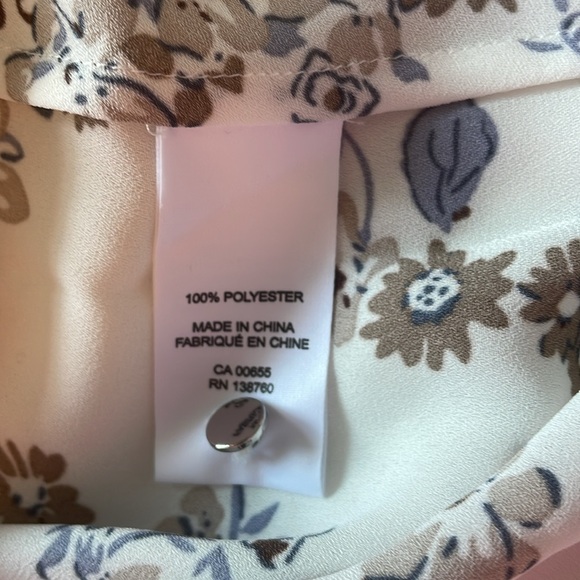 100% POLYESTER
MADE IN CHINA
FABRIQUÉ EN CHINE
CA 00655
RN 138760